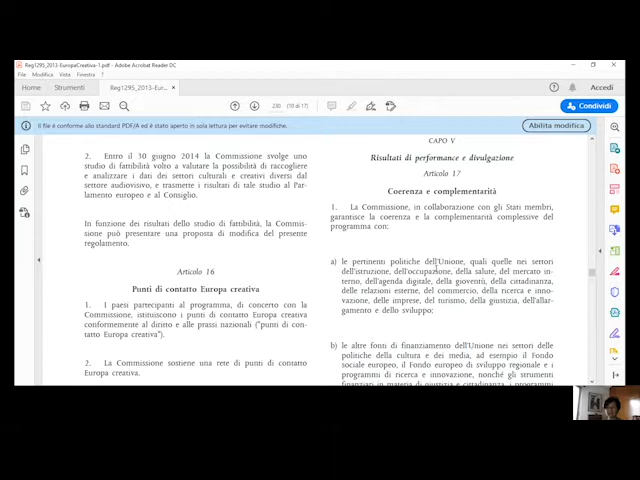 Reg1295_2013-EuropaCreativa-1.pdf - Adobe Acrobat Reader DC
File Modifica Vista Finestra ?
Home Strumenti Reg1295_2013-Eur... × Accedi
230 (10 di 17) Condividi
Il file è conforme allo standard PDF/A ed è stato aperto in sola lettura per evitare modifiche. Abilita modifica
2. Entro il 30 giugno 2014 la Commissione svolge uno
studio di fattibilità volto a valutare la possibilità di raccogliere
e analizzare i dati dei settori culturali e creativi diversi dal
settore audiovisivo, e trasmette i risultati di tale studio al Par-
lamento europeo e al Consiglio.
In funzione dei risultati dello studio di fattibilità, la Commis-
sione può presentare una proposta di modifica del presente
regolamento.
Articolo 16
Punti di contatto Europa creativa
1. I paesi partecipanti al programma, di concerto con la
Commissione, istituiscono i punti di contatto Europa creativa
conformemente al diritto e alle prassi nazionali ("punti di con-
tatto Europa creativa").
2. La Commissione sostiene una rete di punti di contatto
Europa creativa.
CAPO V
Risultati di performance e divulgazione
Articolo 17
Coerenza e complementarità
1. La Commissione, in collaborazione con gli Stati membri,
garantisce la coerenza e la complementarità complessive del
programma con:
a) le pertinenti politiche dell'Unione, quali quelle nei settori
dell'istruzione, dell'occupazione, della salute, del mercato in-
terno, dell'agenda digitale, della gioventù, della cittadinanza,
delle relazioni esterne, del commercio, della ricerca e inno-
vazione, delle imprese, del turismo, della giustizia, dell'allar-
gamento e dello sviluppo;
b) le altre fonti di finanziamento dell'Unione nei settori delle
politiche della cultura e dei media, ad esempio il Fondo
sociale europeo, il Fondo europeo di sviluppo regionale e i
programmi di ricerca e innovazione, nonché gli strumenti
finanziari in materia di giustizia e cittadinanza, i programmi